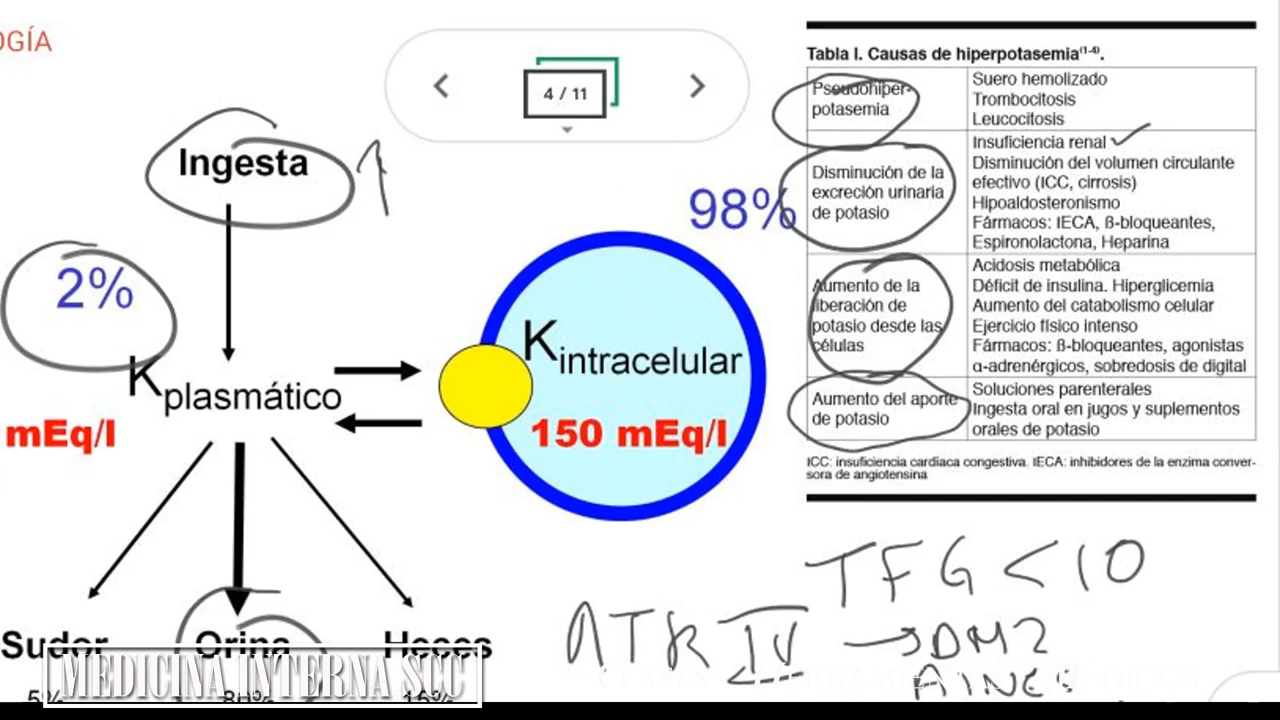 OGÍA
4 / 11
Ingesta
2%
98%
K plasmático
mEq/l
K intracelular
150 mEq/l
Sudor Orina Heces
5% 80% 15%
MEDICINA INTERNA SCC
Tabla I. Causas de hiperpotasemia(1-4).
Pseudohiper-
potasemia
Suero hemolizado
Trombocitosis
Leucocitosis
Disminución de la
excreción urinaria
de potasio
Insuficiencia renal
Disminución del volumen circulante
efectivo (ICC, cirrosis)
Hipoaldosteronismo
Fármacos: IECA, ß-bloqueantes,
Espironolactona, Heparina
Aumento de la
liberación de
potasio desde las
células
Acidosis metabólica
Déficit de insulina. Hiperglicemia
Aumento del catabolismo celular
Ejercicio físico intenso
Fármacos: ß-bloqueantes, agonistas
α-adrenérgicos, sobredosis de digital
Aumento del aporte
de potasio
Soluciones parenterales
Ingesta oral en jugos y suplementos
orales de potasio
ICC: insuficiencia cardiaca congestiva. IECA: inhibidores de la enzima conver-
sora de angiotensina
TFG < 10
ATR IV → DM2
AINEs